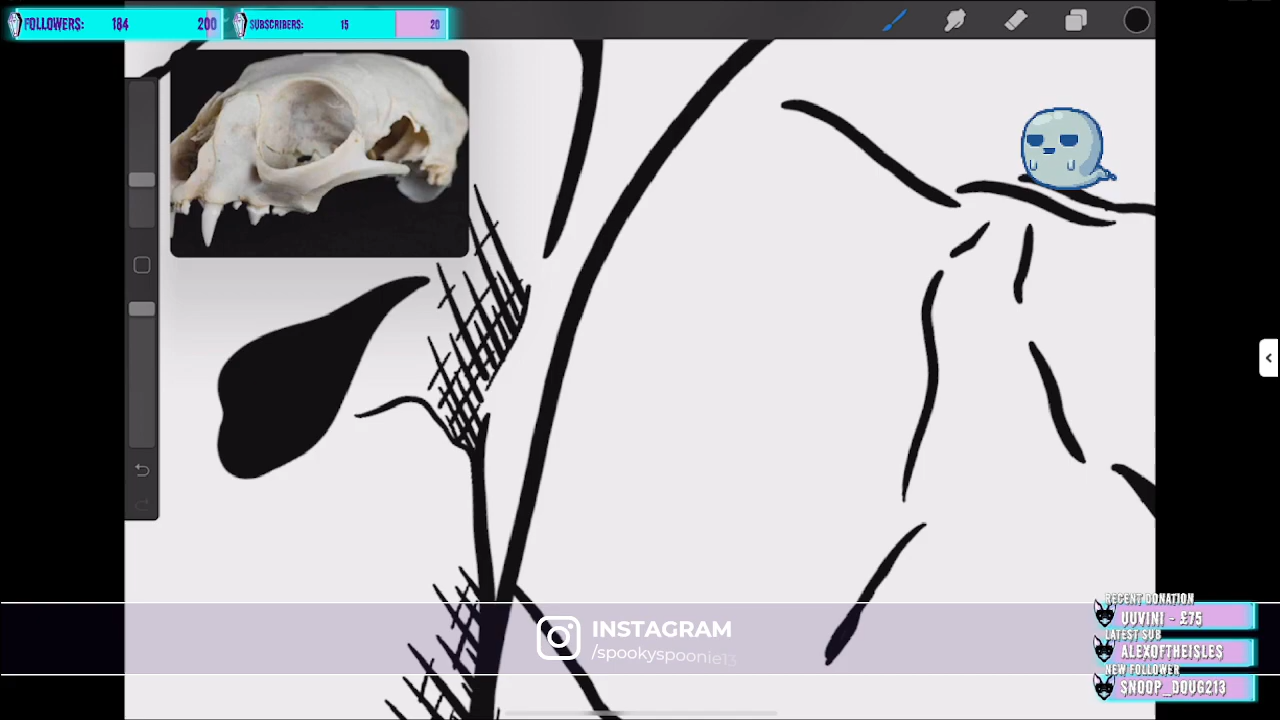 FOLLOWERS: 184 200
SUBSCRIBERS: 15 20
INSTAGRAM
/spookyspoonie13
RECENT DONATION
UUVINI - £75
LATEST SUB
ALEXOFTHEISLES
NEW FOLLOWER
SNOOP_DOUG213